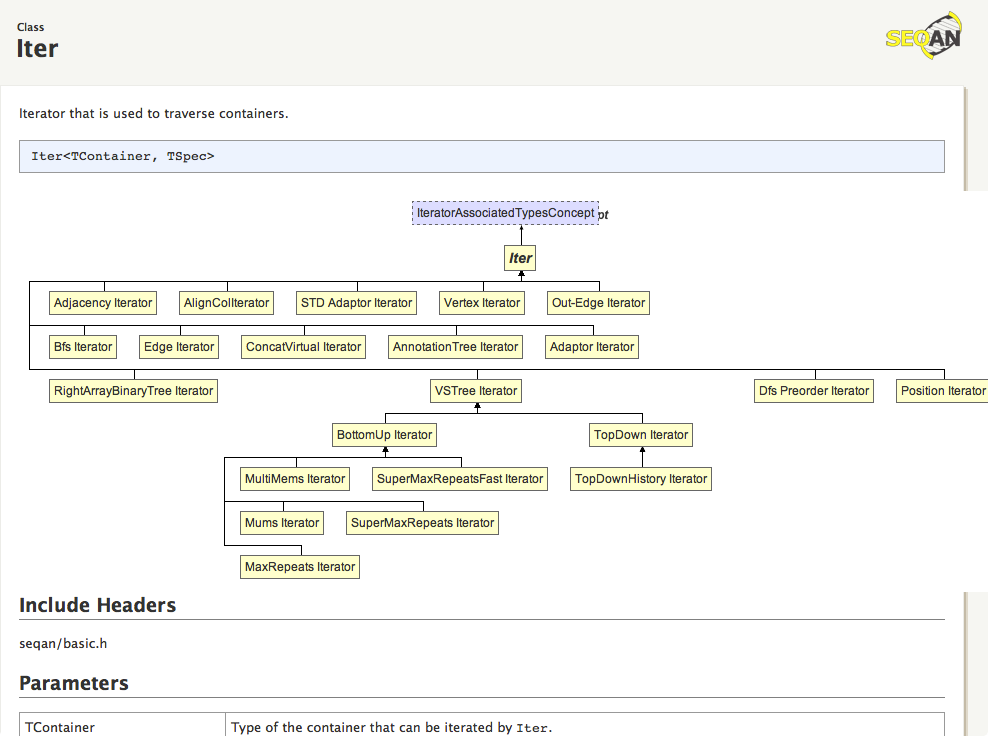 Class
Iter
SEQAN
Iterator that is used to traverse containers.
Iter<TContainer, TSpec>
IteratorAssociatedTypesConcept pt
Iter
Adjacency Iterator AlignColIterator STD Adaptor Iterator Vertex Iterator Out-Edge Iterator
Bfs Iterator Edge Iterator ConcatVirtual Iterator AnnotationTree Iterator Adaptor Iterator
RightArrayBinaryTree Iterator VSTree Iterator Dfs Preorder Iterator Position Iterator
BottomUp Iterator TopDown Iterator
MultiMems Iterator SuperMaxRepeatsFast Iterator TopDownHistory Iterator
Mums Iterator SuperMaxRepeats Iterator
MaxRepeats Iterator
Include Headers
seqan/basic.h
Parameters
TContainer Type of the container that can be iterated by Iter.